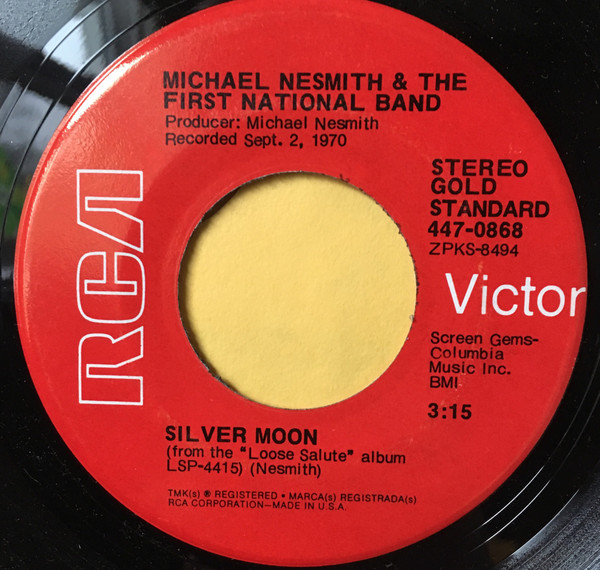 MICHAEL NESMITH & THE
FIRST NATIONAL BAND
Producer: Michael Nesmith
Recorded Sept. 2, 1970
RCA
STEREO
GOLD
STANDARD
447-0868
ZPKS-8494
Victor
Screen Gems-
Columbia
Music Inc.
BMI
3:15
SILVER MOON
(from the "Loose Salute" album
LSP-4415) (Nesmith)
TMK(s) ® REGISTERED • MARCA(s) REGISTRADA(s)
RCA CORPORATION—MADE IN U.S.A.